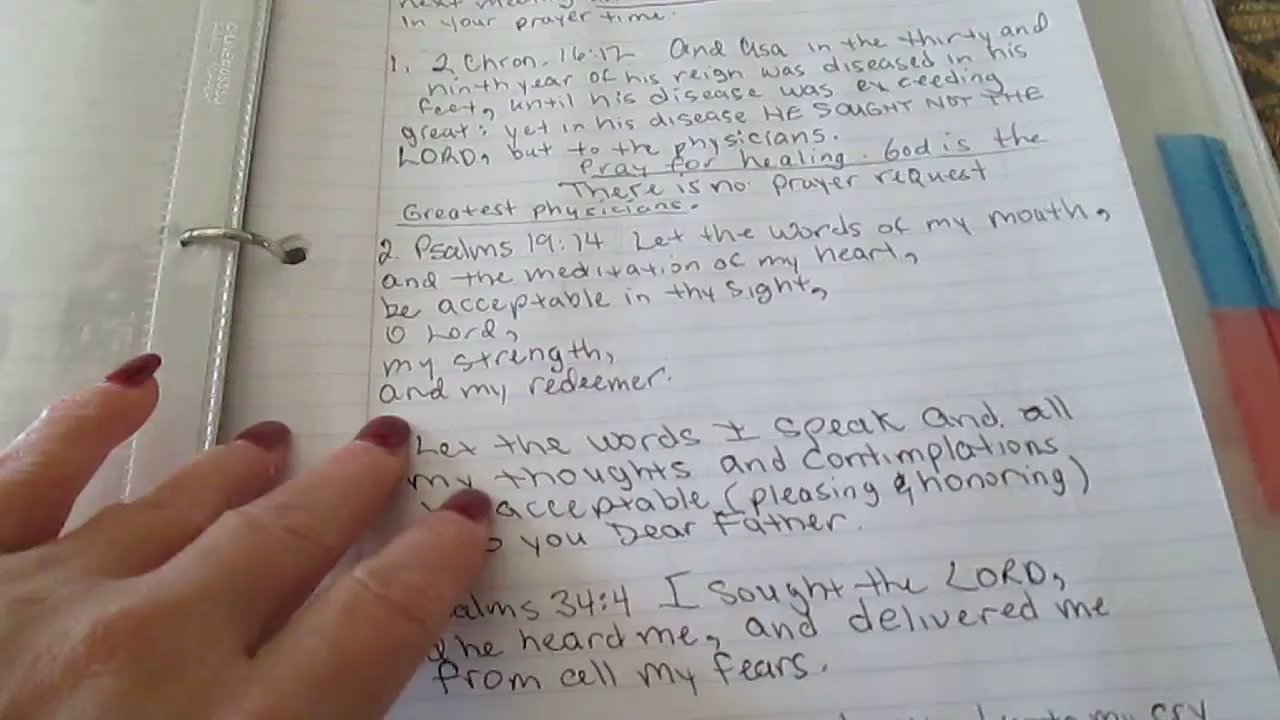 next meeting
In your prayer time.
1. 2 Chron. 16:12 And Asa in the thirty and
ninth year of his reign was diseased in his
feet, until his disease was exceeding
great: yet in his disease HE SOUGHT NOT THE
LORD, but to the physicians.
Pray for healing. God is the
There is no prayer request
Greatest physicians.
2. Psalms 19:14 Let the words of my mouth,
and the meditation of my heart,
be acceptable in thy sight,
O Lord,
my strength,
and my redeemer.
Let the words I speak and all
my thoughts and contimplations
acceptable (pleasing & honoring)
you Dear Father.
alms 34:4 I sought the LORD,
& he heard me, and delivered me
from all my fears.
my cry